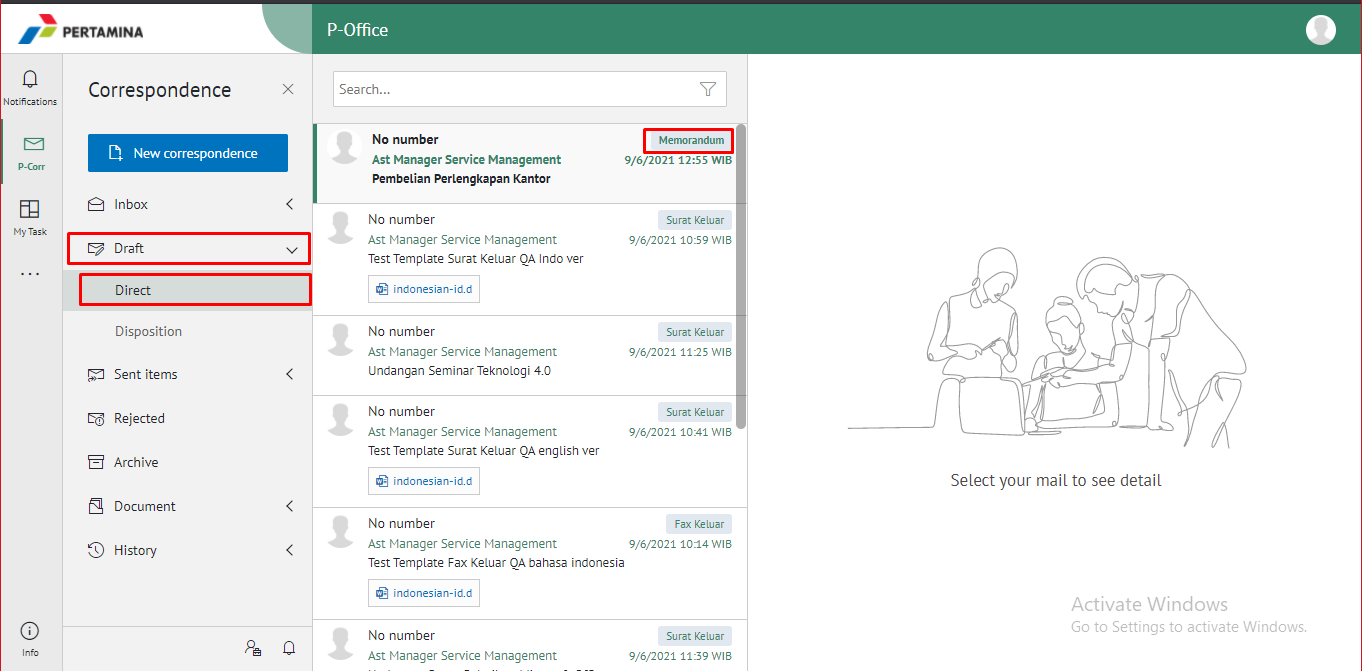 PERTAMINA
P-Office
Notifications
P-Corr
My Task
Info
Correspondence
New correspondence
Inbox
Draft
Direct
Disposition
Sent items
Rejected
Archive
Document
History
Search...
No number
Memorandum
Ast Manager Service Management
9/6/2021 12:55 WIB
Pembelian Perlengkapan Kantor
No number
Surat Keluar
Ast Manager Service Management
9/6/2021 10:59 WIB
Test Template Surat Keluar QA Indo ver
indonesian-id.d
No number
Surat Keluar
Ast Manager Service Management
9/6/2021 11:25 WIB
Undangan Seminar Teknologi 4.0
No number
Surat Keluar
Ast Manager Service Management
9/6/2021 10:41 WIB
Test Template Surat Keluar QA english ver
indonesian-id.d
No number
Fax Keluar
Ast Manager Service Management
9/6/2021 10:14 WIB
Test Template Fax Keluar QA bahasa indonesia
indonesian-id.d
No number
Surat Keluar
Ast Manager Service Management
9/6/2021 11:39 WIB
Select your mail to see detail
Activate Windows
Go to Settings to activate Windows.